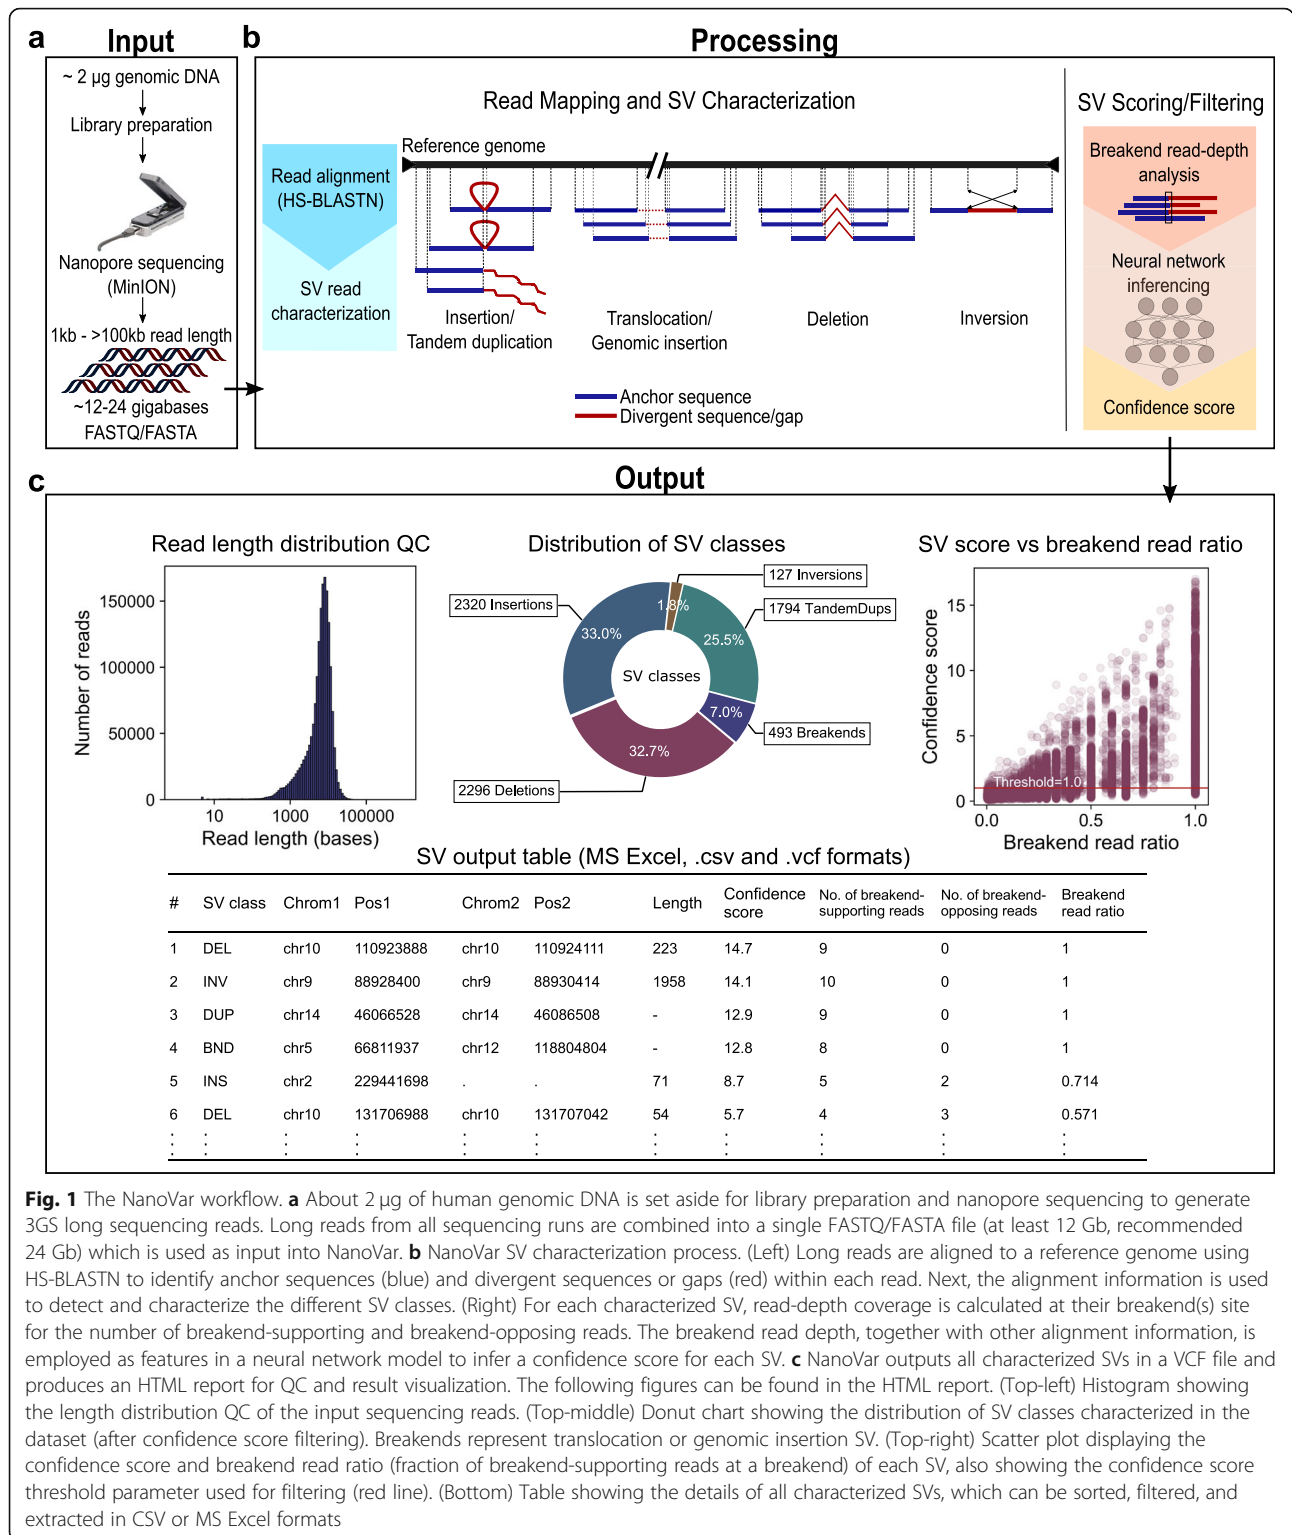 a
Input
~ 2 µg genomic DNA
Library preparation
Nanopore sequencing
(MinION)
1kb - >100kb read length
~12-24 gigabases
FASTQ/FASTA
b
Processing
Read Mapping and SV Characterization
Read alignment
(HS-BLASTN)
SV read
characterization
Reference genome
Insertion/
Tandem duplication
Translocation/
Genomic insertion
Deletion
Inversion
Anchor sequence
Divergent sequence/gap
SV Scoring/Filtering
Breakend read-depth
analysis
Neural network
inferencing
Confidence score
c
Output
Read length distribution QC
Number of reads
150000
100000
50000
0
10 1000 100000
Read length (bases)
Distribution of SV classes
127 Inversions
2320 Insertions
1794 TandemDups
1.8%
33.0%
25.5%
SV classes
7.0%
493 Breakends
32.7%
2296 Deletions
SV score vs breakend read ratio
Confidence score
15
10
5
0
Threshold=1.0
0.0 0.5 1.0
Breakend read ratio
SV output table (MS Excel, .csv and .vcf formats)
# SV class Chrom1 Pos1 Chrom2 Pos2 Length Confidence score No. of breakend-supporting reads No. of breakend-opposing reads Breakend read ratio
1 DEL chr10 110923888 chr10 110924111 223 14.7 9 0 1
2 INV chr9 88928400 chr9 88930414 1958 14.1 10 0 1
3 DUP chr14 46066528 chr14 46086508 - 12.9 9 0 1
4 BND chr5 66811937 chr12 118804804 - 12.8 8 0 1
5 INS chr2 229441698 . . 71 8.7 5 2 0.714
6 DEL chr10 131706988 chr10 131707042 54 5.7 4 3 0.571
: : : : : : : : : : :
Fig. 1 The NanoVar workflow. a About 2 µg of human genomic DNA is set aside for library preparation and nanopore sequencing to generate
3GS long sequencing reads. Long reads from all sequencing runs are combined into a single FASTQ/FASTA file (at least 12 Gb, recommended
24 Gb) which is used as input into NanoVar. b NanoVar SV characterization process. (Left) Long reads are aligned to a reference genome using
HS-BLASTN to identify anchor sequences (blue) and divergent sequences or gaps (red) within each read. Next, the alignment information is used
to detect and characterize the different SV classes. (Right) For each characterized SV, read-depth coverage is calculated at their breakend(s) site
for the number of breakend-supporting and breakend-opposing reads. The breakend read depth, together with other alignment information, is
employed as features in a neural network model to infer a confidence score for each SV. c NanoVar outputs all characterized SVs in a VCF file and
produces an HTML report for QC and result visualization. The following figures can be found in the HTML report. (Top-left) Histogram showing
the length distribution QC of the input sequencing reads. (Top-middle) Donut chart showing the distribution of SV classes characterized in the
dataset (after confidence score filtering). Breakends represent translocation or genomic insertion SV. (Top-right) Scatter plot displaying the
confidence score and breakend read ratio (fraction of breakend-supporting reads at a breakend) of each SV, also showing the confidence score
threshold parameter used for filtering (red line). (Bottom) Table showing the details of all characterized SVs, which can be sorted, filtered, and
extracted in CSV or MS Excel formats